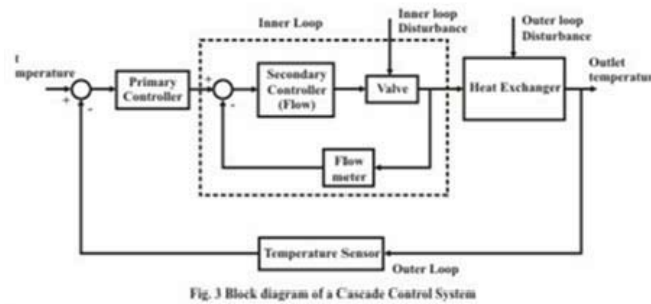 Inner Loop
Inner loop
Disturbance
Outer loop
Disturbance
t
mperature
+
-
Primary
Controller
+
-
Secondary
Controller
(Flow)
Valve
Heat Exchanger
Outlet
temperature
Flow
meter
Temperature Sensor
Outer Loop
Fig. 3 Block diagram of a Cascade Control System